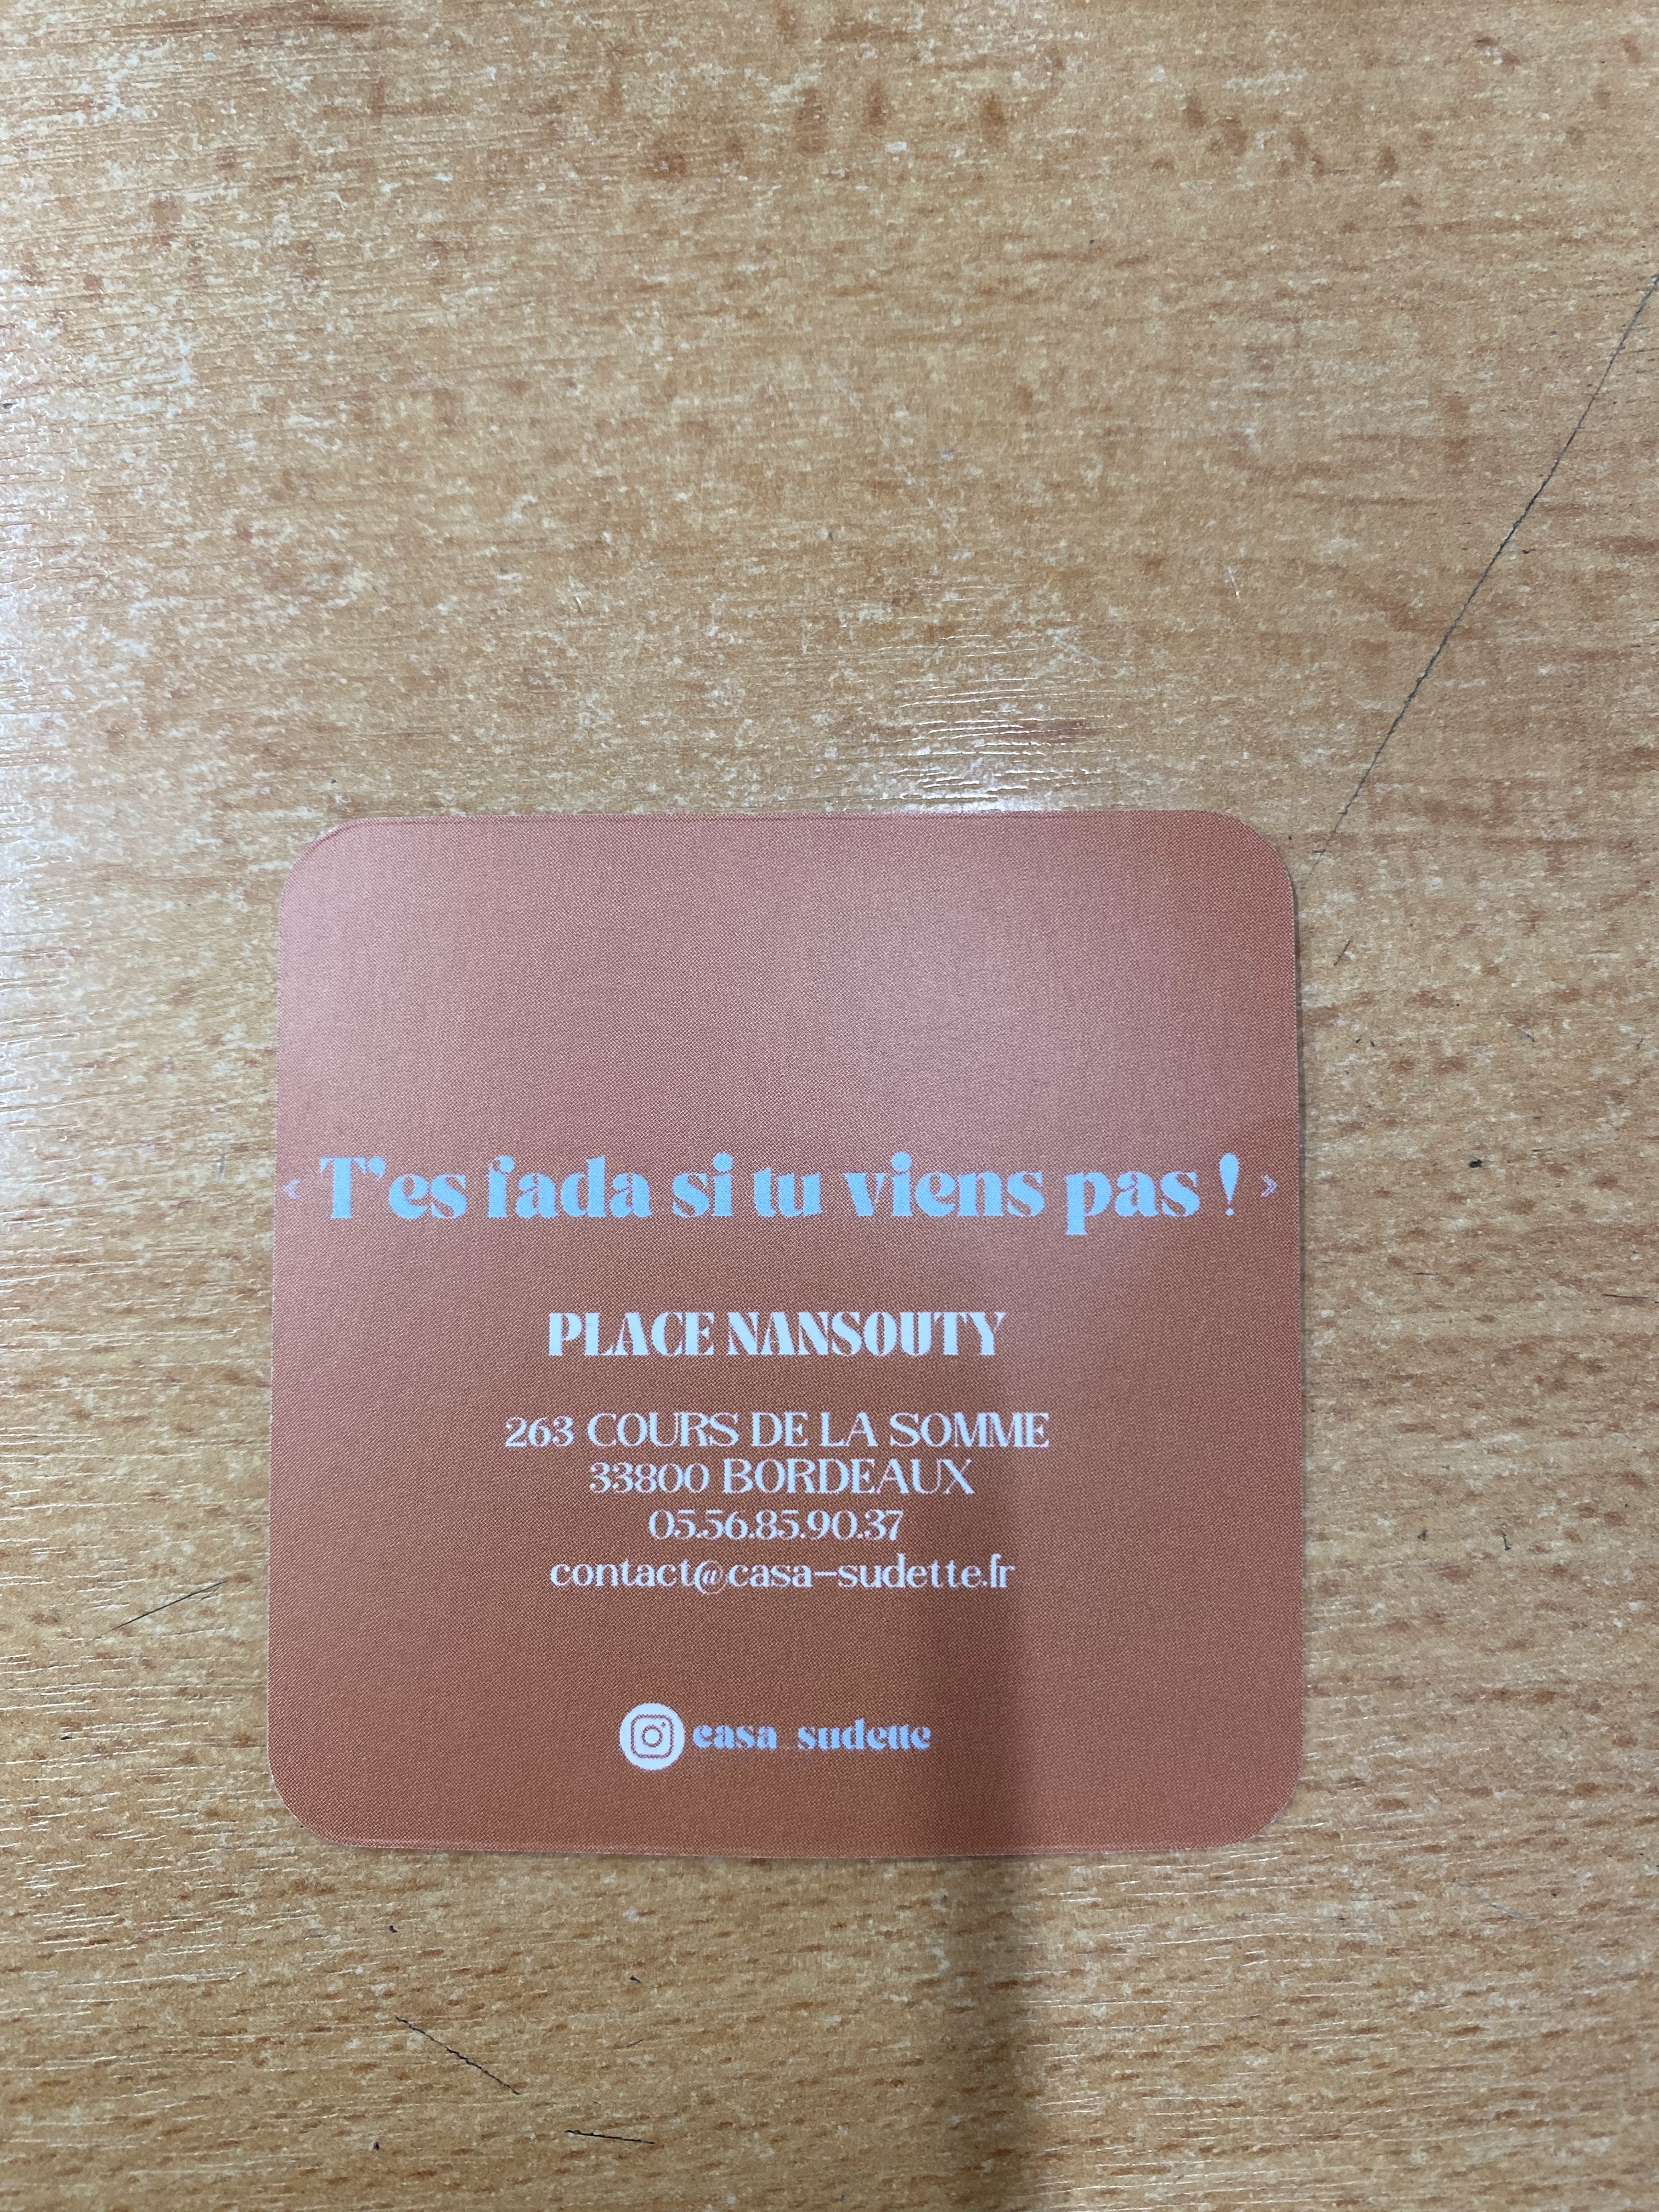 ‹ T'es fada si tu viens pas ! ›
PLACE NANSOUTY
263 COURS DE LA SOMME
33800 BORDEAUX
05.56.85.90.37
contact@casa-sudette.fr
casa_sudette